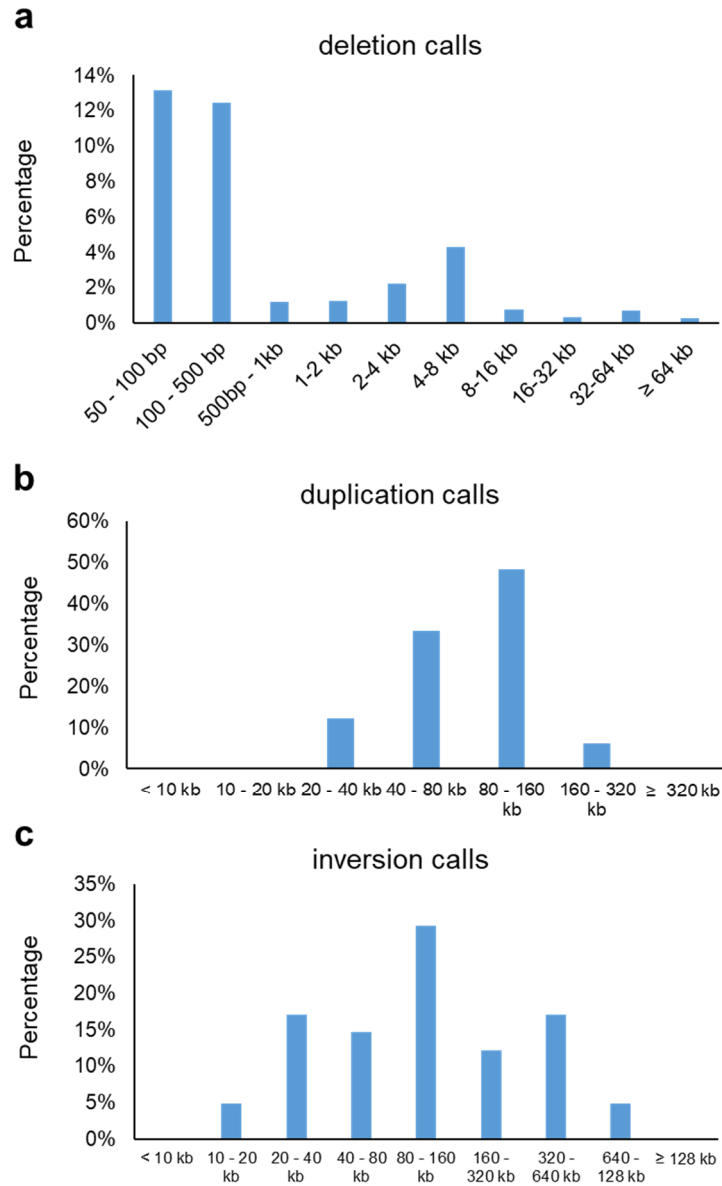 a
deletion calls
14%
12%
10%
8%
6%
4%
2%
0%
Percentage
50 - 100 bp
100 - 500 bp
500bp - 1kb
1-2 kb
2-4 kb
4-8 kb
8-16 kb
16-32 kb
32-64 kb
≥ 64 kb
b
duplication calls
60%
50%
40%
30%
20%
10%
0%
Percentage
< 10 kb
10 - 20 kb
20 - 40 kb
40 - 80 kb
80 - 160
kb
160 - 320
kb
≥ 320 kb
c
inversion calls
35%
30%
25%
20%
15%
10%
5%
0%
Percentage
< 10 kb
10 - 20
kb
20 - 40
kb
40 - 80
kb
80 - 160
kb
160 -
320 kb
320 -
640 kb
640 -
128 kb
≥ 128 kb